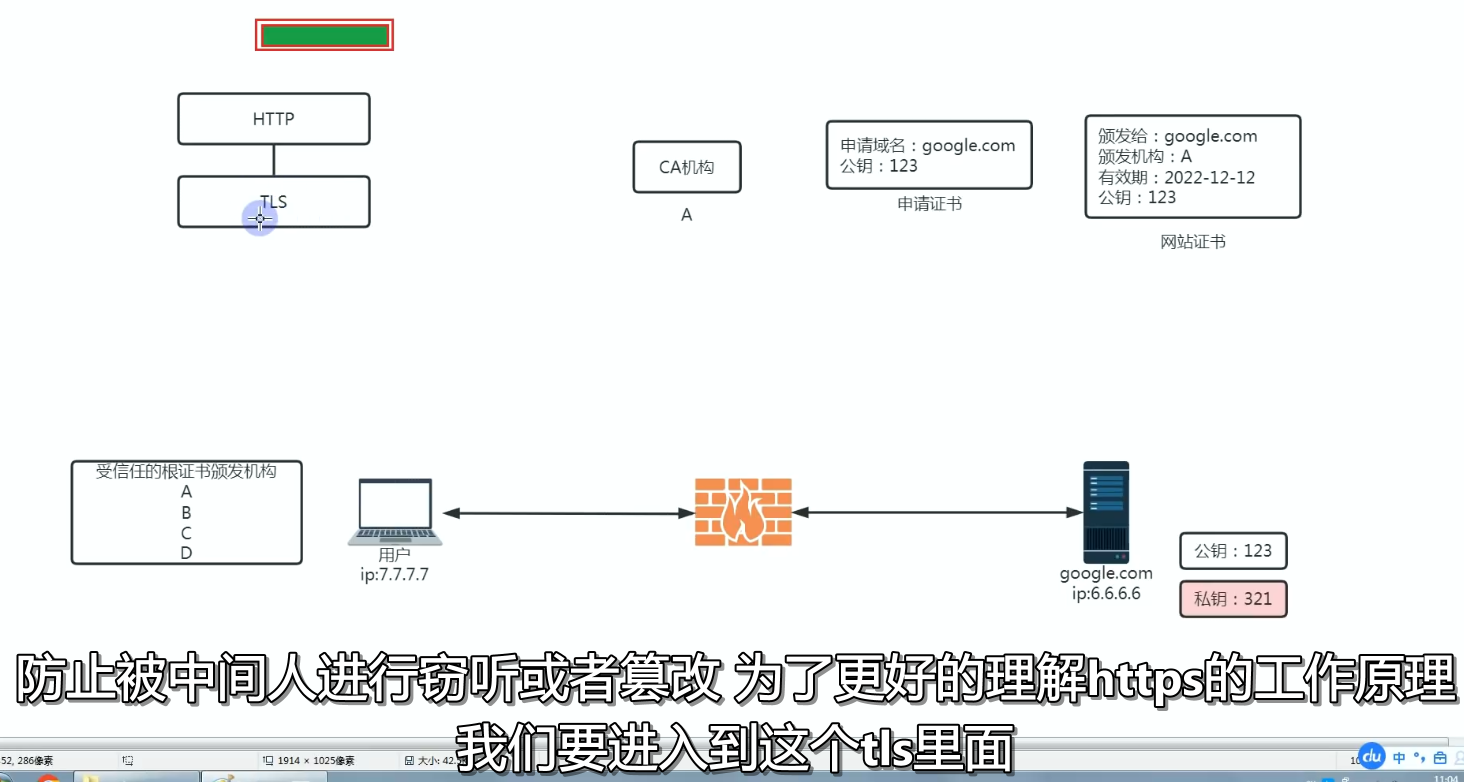 HTTP
TLS
CA机构
A
申请域名：google.com
公钥：123
申请证书
颁发给：google.com
颁发机构：A
有效期：2022-12-12
公钥：123
网站证书
受信任的根证书颁发机构
A
B
C
D
用户
ip:7.7.7.7
google.com
ip:6.6.6.6
公钥：123
私钥：321
防止被中间人进行窃听或者篡改 为了更好的理解https的工作原理
我们要进入到这个tls里面
52, 286像素
1914 × 1025像素
大小: 42.
du 中
11:04